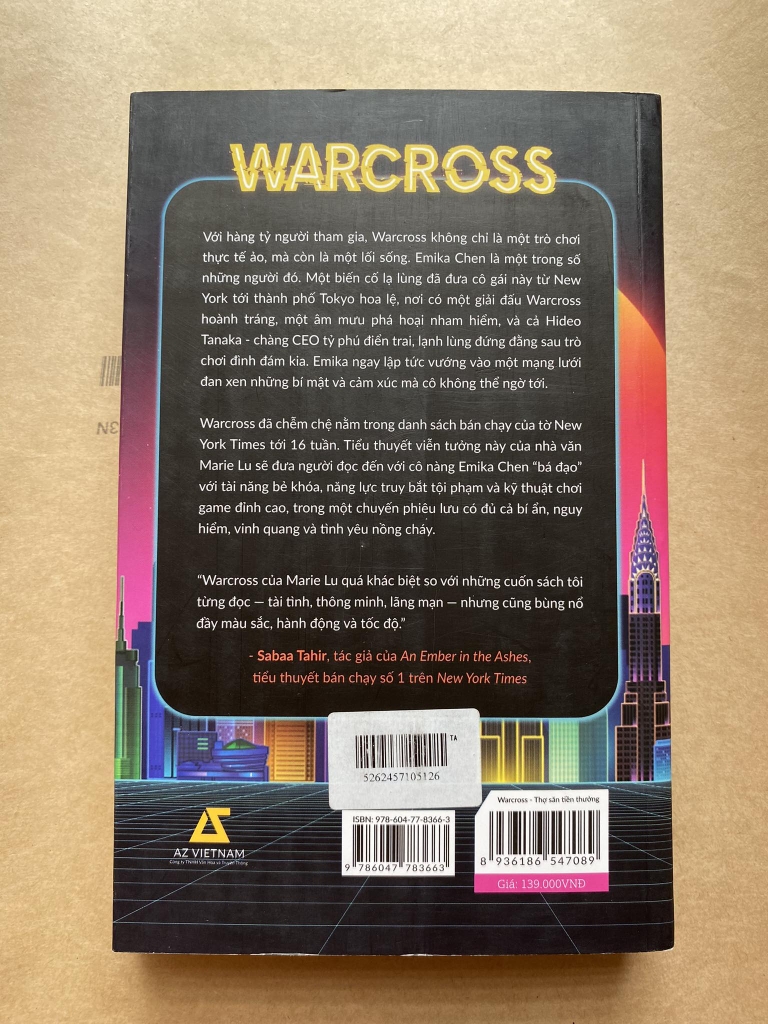 WARCROSS
Với hàng tỷ người tham gia, Warcross không chỉ là một trò chơi
thực tế ảo, mà còn là một lối sống. Emika Chen là một trong số
những người đó. Một biến cố lạ lùng đã đưa cô gái này từ New
York tới thành phố Tokyo hoa lệ, nơi có một giải đấu Warcross
hoành tráng, một âm mưu phá hoại nham hiểm, và cả Hideo
Tanaka - chàng CEO tỷ phú điển trai, lạnh lùng đứng đằng sau trò
chơi đình đám kia. Emika ngay lập tức vướng vào một mạng lưới
đan xen những bí mật và cảm xúc mà cô không thể ngờ tới.
Warcross đã chễm chệ nằm trong danh sách bán chạy của tờ New
York Times tới 16 tuần. Tiểu thuyết viễn tưởng này của nhà văn
Marie Lu sẽ đưa người đọc đến với cô nàng Emika Chen “bá đạo”
với tài năng bẻ khóa, năng lực truy bắt tội phạm và kỹ thuật chơi
game đỉnh cao, trong một chuyến phiêu lưu có đủ cả bí ẩn, nguy
hiểm, vinh quang và tình yêu nồng cháy.
“Warcross của Marie Lu quá khác biệt so với những cuốn sách tôi
từng đọc — tài tình, thông minh, lãng mạn — nhưng cũng bùng nổ
đầy màu sắc, hành động và tốc độ.”
- Sabaa Tahir, tác giả của An Ember in the Ashes,
tiểu thuyết bán chạy số 1 trên New York Times
TA
5262457105126
AZ VIETNAM
Công ty TNHH Văn Hóa và Truyền Thông
ISBN: 978-604-77-8366-3
9 786047 783663
Warcross - Thợ săn tiền thưởng
8 936186 547089
Giá: 139.000VNĐ